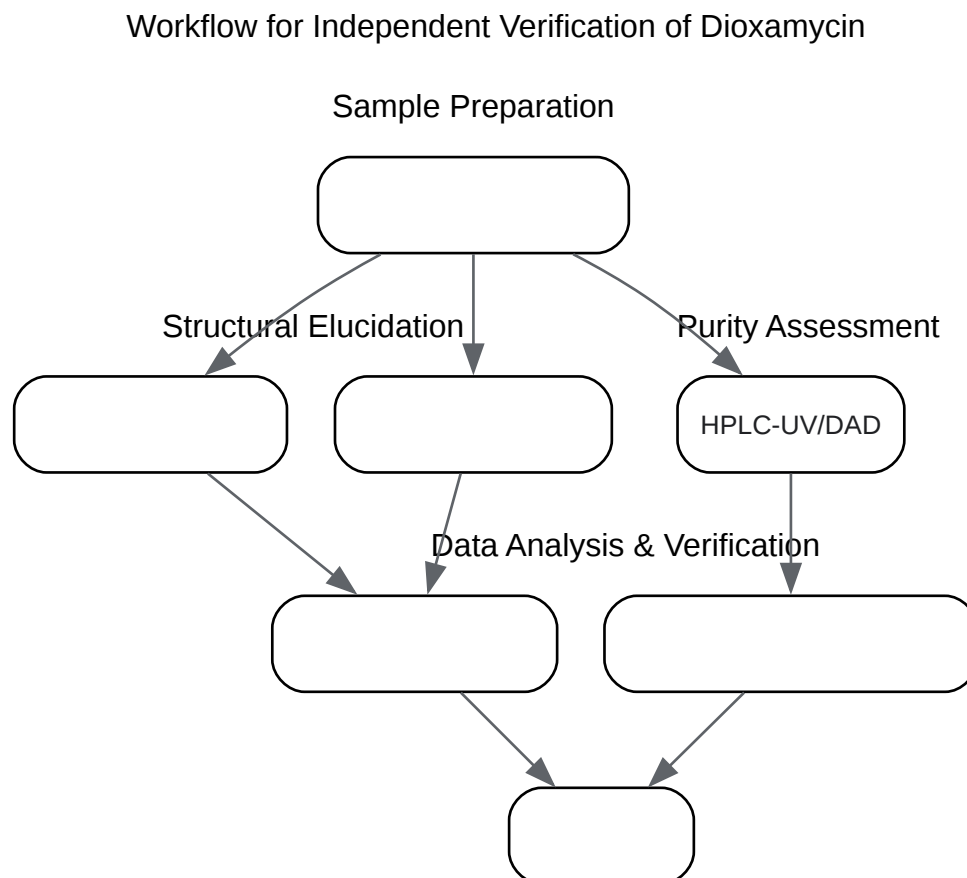 Workflow for Independent Verification of Dioxamycin
Sample Preparation
Structural Elucidation
Purity Assessment
HPLC-UV/DAD
Data Analysis & Verification